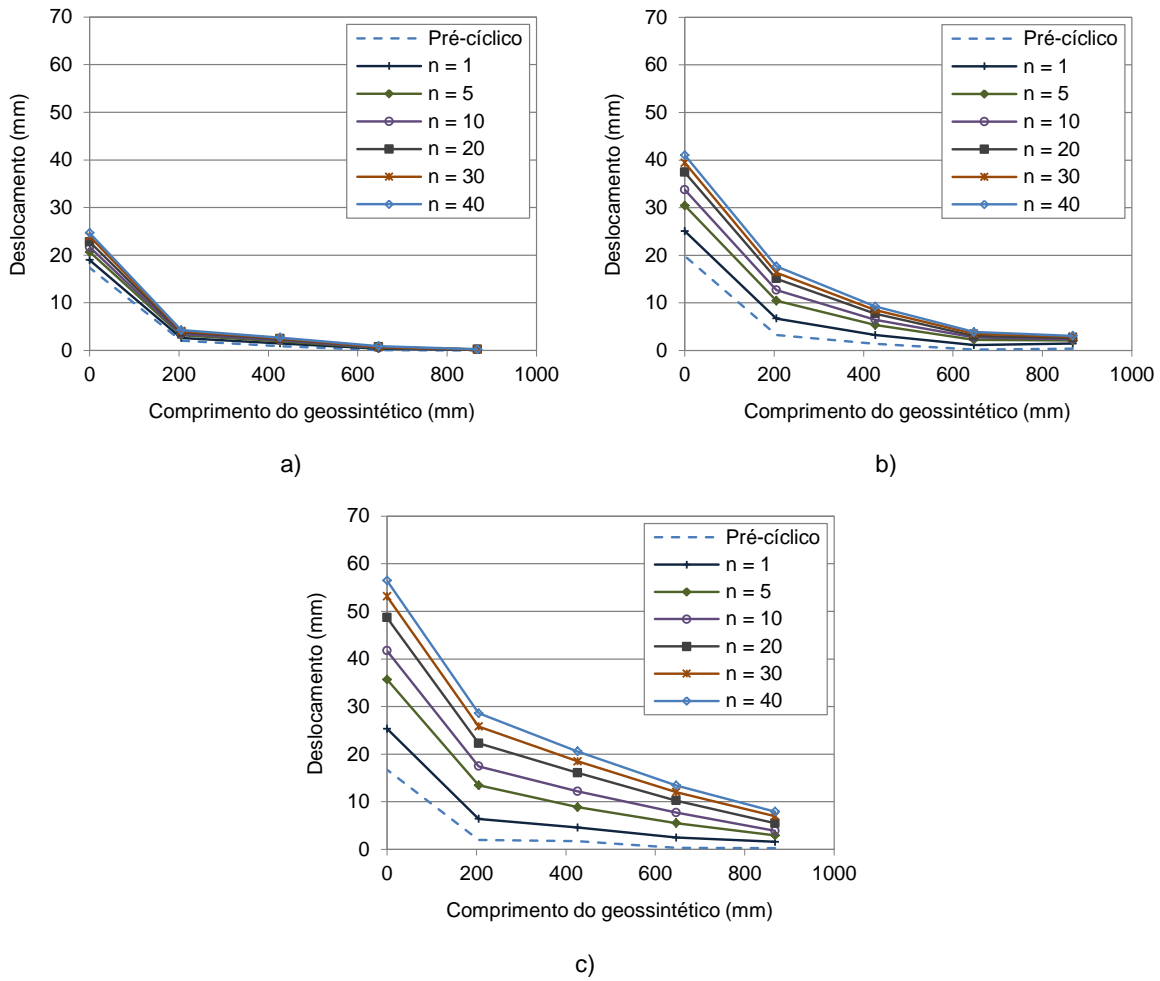 70
60
50
40
30
20
10
0
Deslocamento (mm)
0 200 400 600 800 1000
Comprimento do geossintético (mm)
Pré-cíclico
n = 1
n = 5
n = 10
n = 20
n = 30
n = 40
a)
70
60
50
40
30
20
10
0
Deslocamento (mm)
0 200 400 600 800 1000
Comprimento do geossintético (mm)
Pré-cíclico
n = 1
n = 5
n = 10
n = 20
n = 30
n = 40
b)
70
60
50
40
30
20
10
0
Deslocamento (mm)
0 200 400 600 800 1000
Comprimento do geossintético (mm)
Pré-cíclico
n = 1
n = 5
n = 10
n = 20
n = 30
n = 40
c)